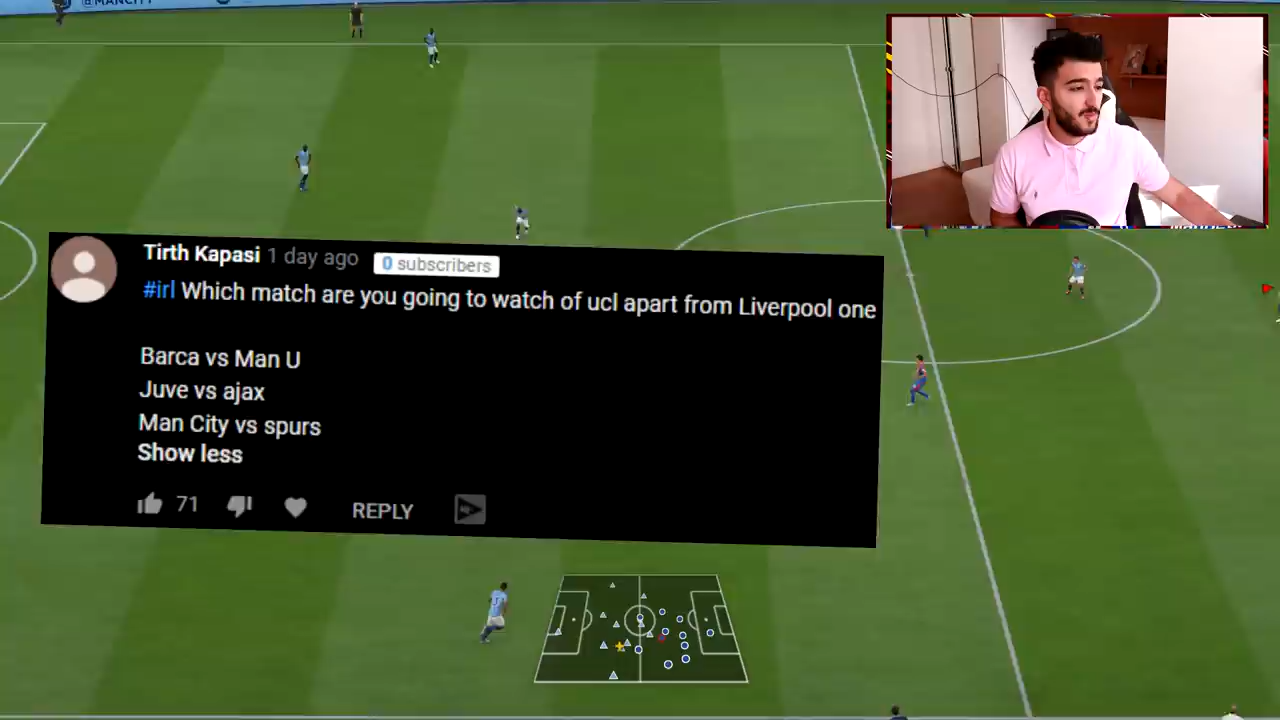 MANCITY
Tirth Kapasi 1 day ago 0 subscribers
#irl Which match are you going to watch of ucl apart from Liverpool one
Barca vs Man U
Juve vs ajax
Man City vs spurs
Show less
71 REPLY